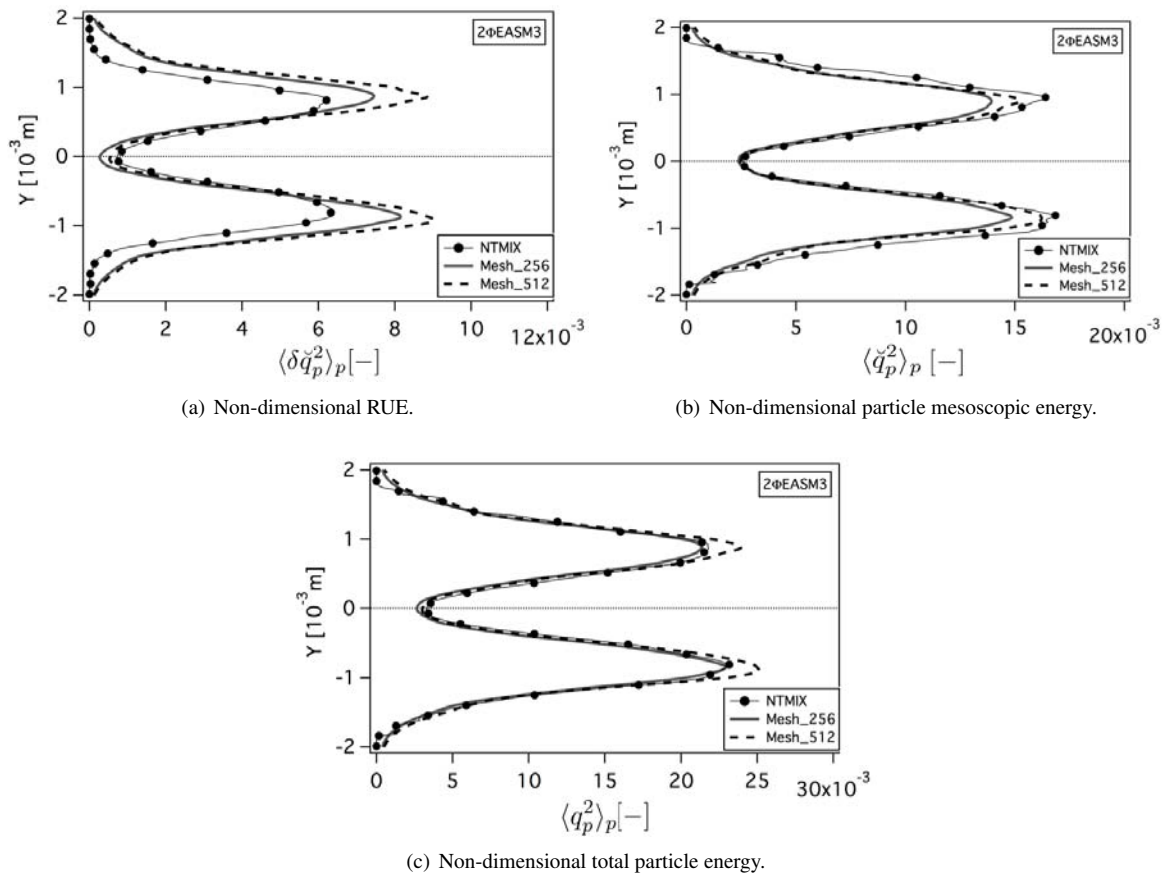 2ΦEASM3
Y [10⁻³m]
2
1
0
-1
-2
NTMIX
Mesh_256
Mesh_512
0
2
4
6
8
10
12x10⁻³
⟨δq̆ₚ²⟩ₚ[−]
(a) Non-dimensional RUE.
2ΦEASM3
Y [10⁻³m]
2
1
0
-1
-2
NTMIX
Mesh_256
Mesh_512
0
5
10
15
20x10⁻³
⟨q̆ₚ²⟩ₚ [−]
(b) Non-dimensional particle mesoscopic energy.
2ΦEASM3
Y [10⁻³m]
2
1
0
-1
-2
NTMIX
Mesh_256
Mesh_512
0
5
10
15
20
25
30x10⁻³
⟨qₚ²⟩ₚ[−]
(c) Non-dimensional total particle energy.